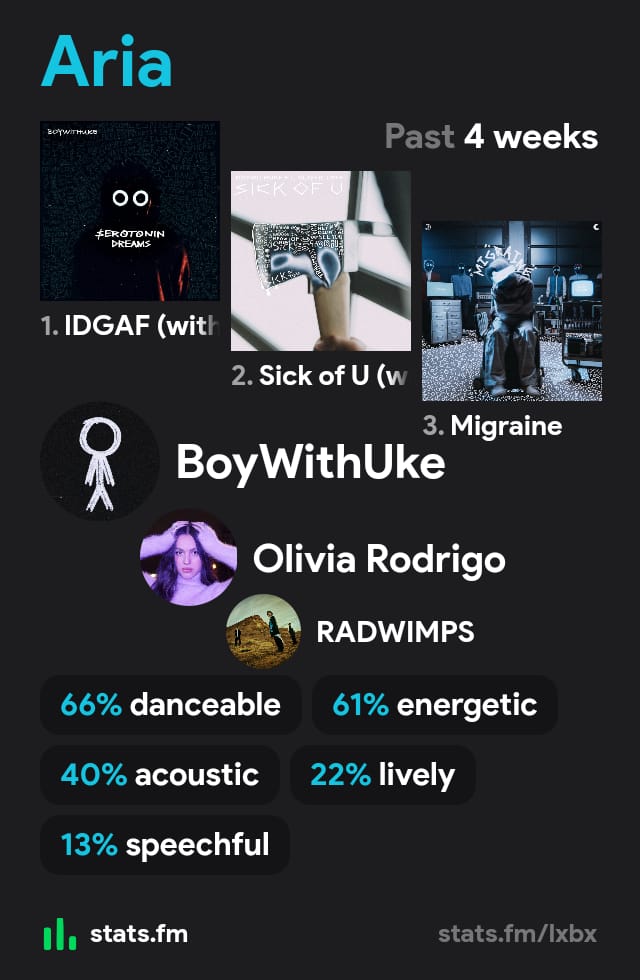 Aria
Past 4 weeks
BOYWITHUKE
$EROTONIN
DREAMS
1. IDGAF (with
SICK OF U
2. Sick of U (w
"MIGRAINE"
3. Migraine
BoyWithUke
Olivia Rodrigo
RADWIMPS
66% danceable
61% energetic
40% acoustic
22% lively
13% speechful
stats.fm
stats.fm/lxbx